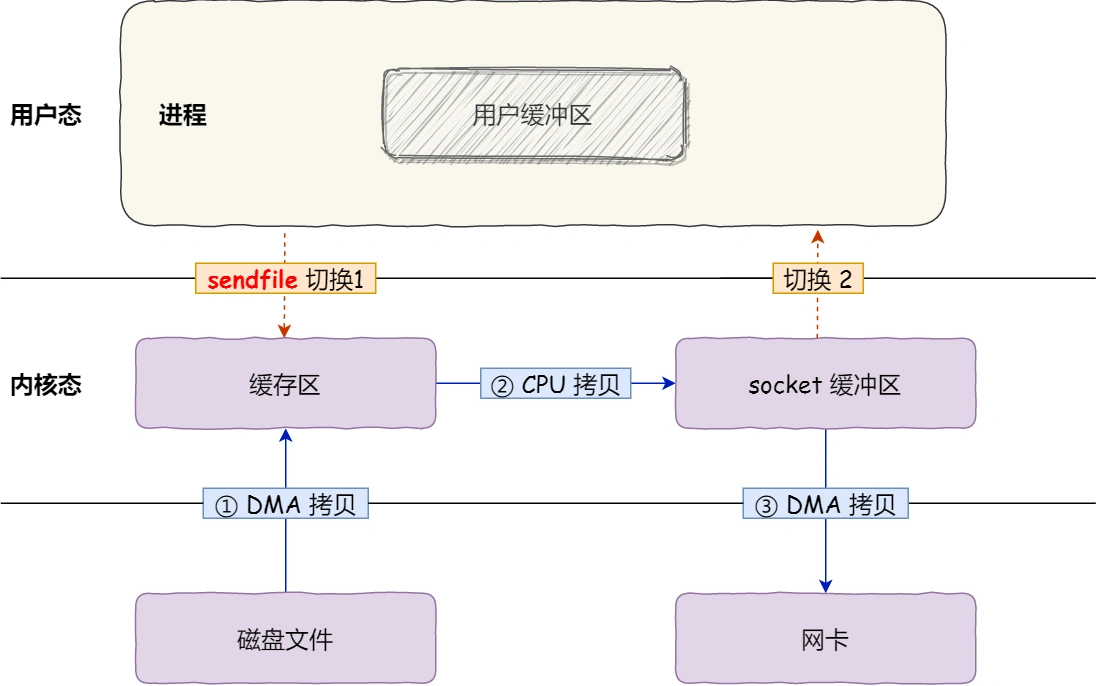 用户态
进程
用户缓冲区
sendfile 切换1
切换 2
内核态
缓存区
② CPU 拷贝
socket 缓冲区
① DMA 拷贝
③ DMA 拷贝
磁盘文件
网卡